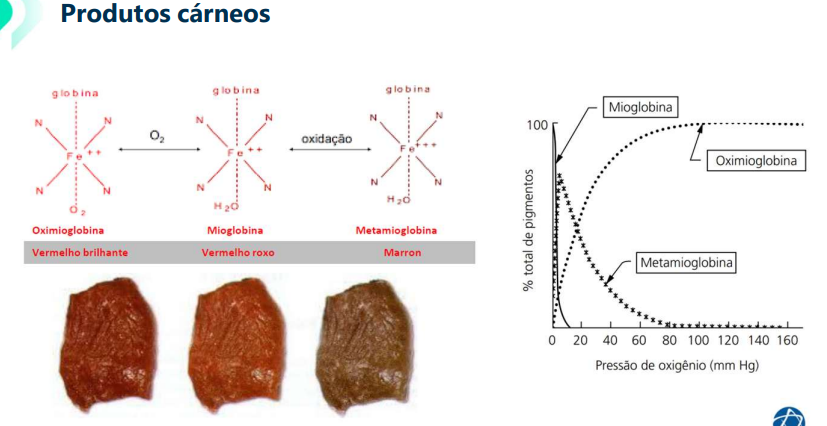 Produtos cárneos
globina
N
N
Fe++
N
N
O2
Oximioglobina
Vermelho brilhante
O2
globina
N
N
Fe++
N
N
H2O
Mioglobina
Vermelho roxo
oxidação
globina
N
N
Fe+++
N
N
H2O
Metamioglobina
Marron
Mioglobina
100
Oximioglobina
% total de pigmentos
Metamioglobina
0 20 40 60 80 100 120 140 160
Pressão de oxigênio (mm Hg)